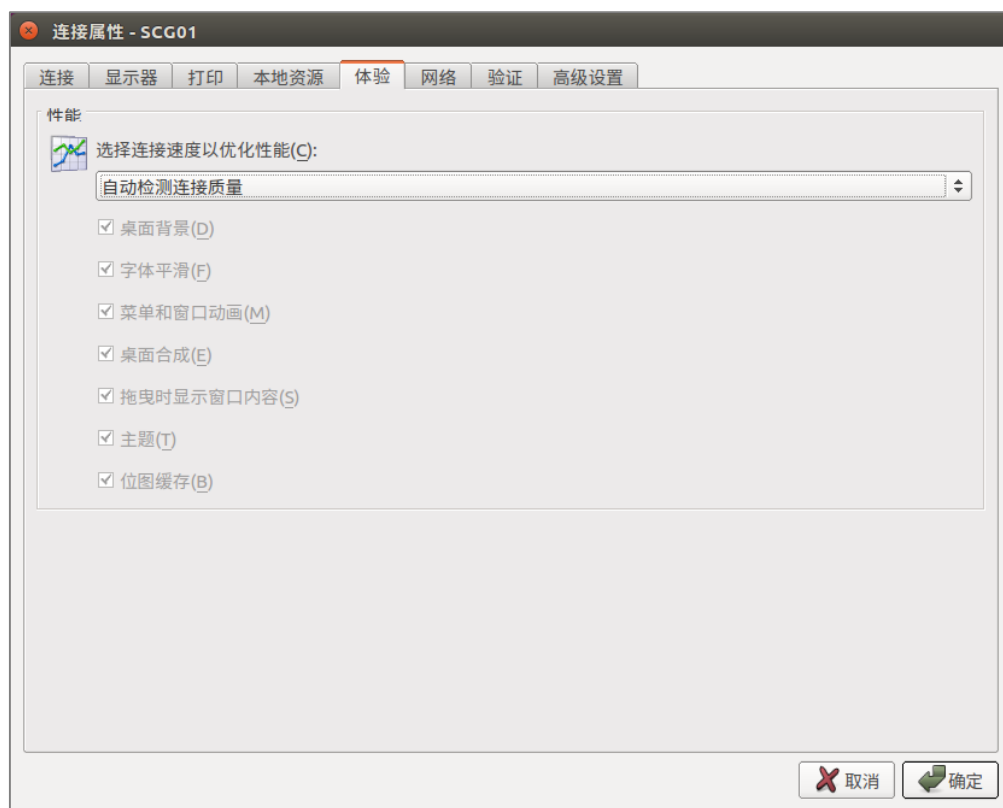 连接属性 - SCG01
连接 显示器 打印 本地资源 体验 网络 验证 高级设置
性能
选择连接速度以优化性能(C):
自动检测连接质量
桌面背景(D)
字体平滑(F)
菜单和窗口动画(M)
桌面合成(E)
拖曳时显示窗口内容(S)
主题(T)
位图缓存(B)
取消 确定